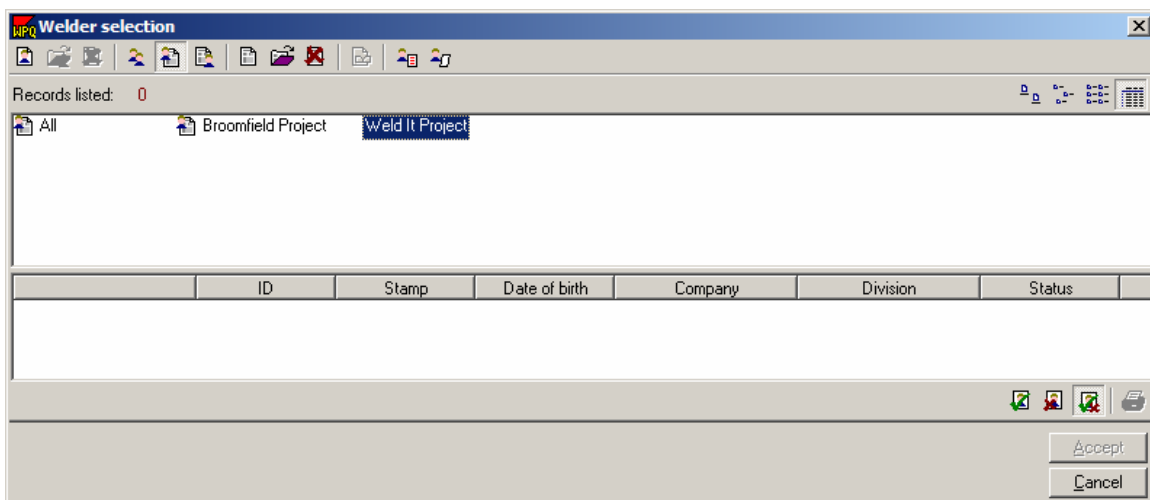 WPQ Welder selection
Records listed: 0
All Broomfield Project Weld It Project
ID Stamp Date of birth Company Division Status
Accept
Cancel